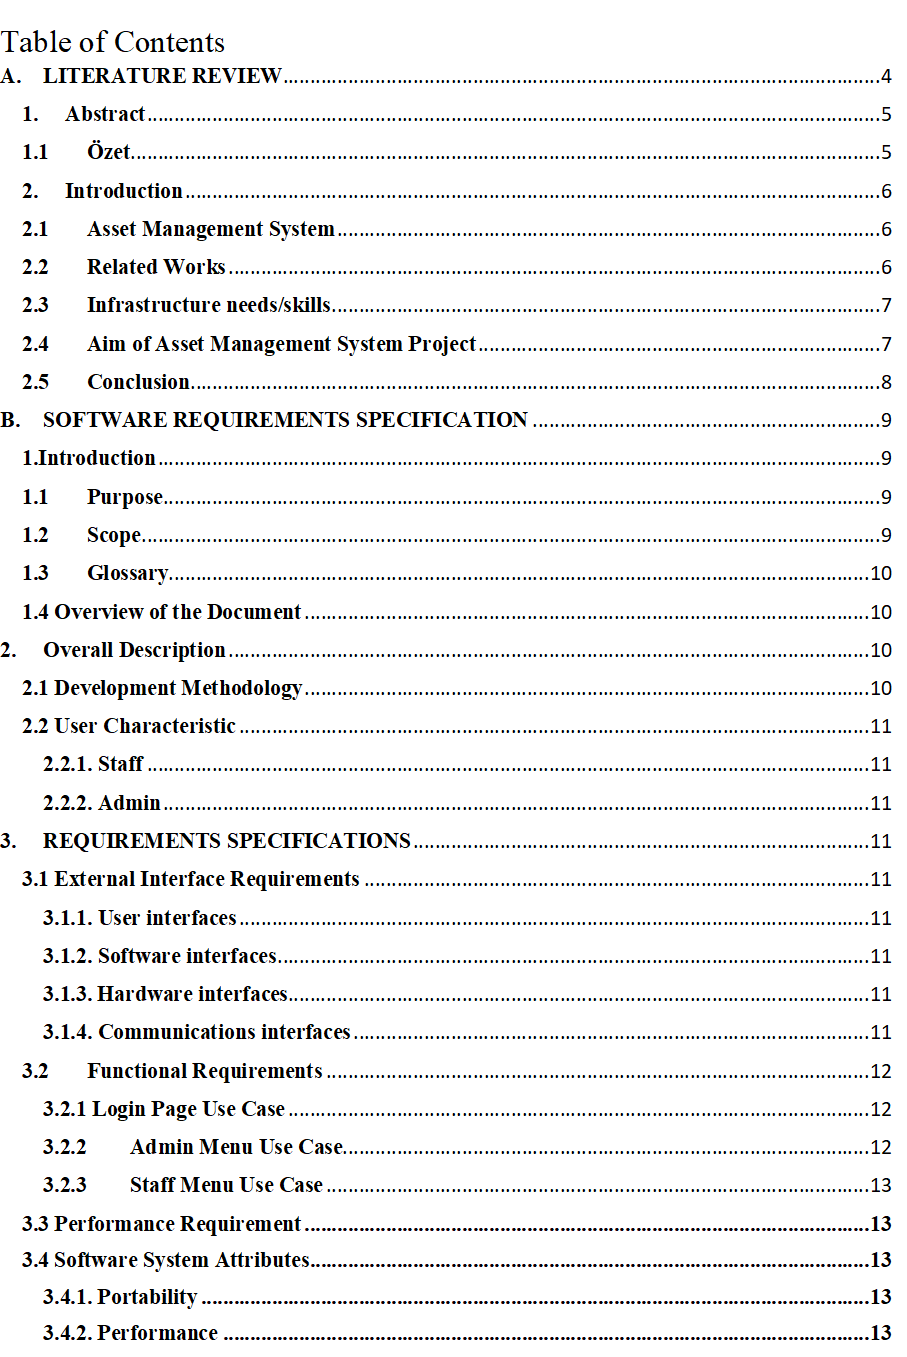 Table of Contents
A. LITERATURE REVIEW 4
1. Abstract 5
1.1 Özet 5
2. Introduction 6
2.1 Asset Management System 6
2.2 Related Works 6
2.3 Infrastructure needs/skills 7
2.4 Aim of Asset Management System Project 7
2.5 Conclusion 8
B. SOFTWARE REQUIREMENTS SPECIFICATION 9
1.Introduction 9
1.1 Purpose 9
1.2 Scope 9
1.3 Glossary 10
1.4 Overview of the Document 10
2. Overall Description 10
2.1 Development Methodology 10
2.2 User Characteristic 11
2.2.1. Staff 11
2.2.2. Admin 11
3. REQUIREMENTS SPECIFICATIONS 11
3.1 External Interface Requirements 11
3.1.1. User interfaces 11
3.1.2. Software interfaces 11
3.1.3. Hardware interfaces 11
3.1.4. Communications interfaces 11
3.2 Functional Requirements 12
3.2.1 Login Page Use Case 12
3.2.2 Admin Menu Use Case 12
3.2.3 Staff Menu Use Case 13
3.3 Performance Requirement 13
3.4 Software System Attributes 13
3.4.1. Portability 13
3.4.2. Performance 13